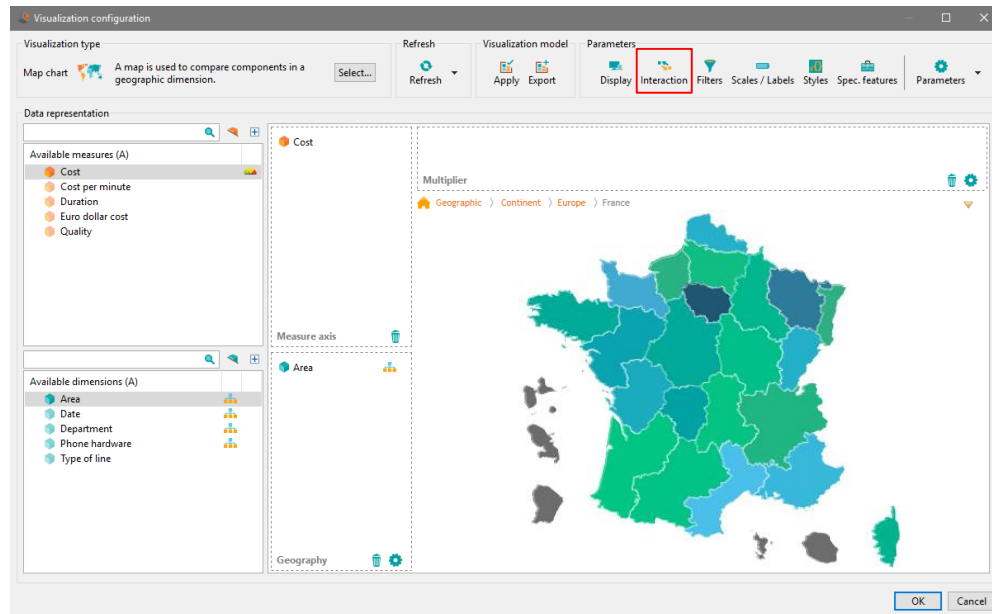 Visualization configuration
Visualization type
Refresh
Visualization model
Parameters
Map chart
A map is used to compare components in a
geographic dimension.
Select...
Refresh
Apply
Export
Display
Interaction
Filters
Scales / Labels
Styles
Spec. features
Parameters
Data representation
Available measures (A)
Cost
Cost per minute
Duration
Euro dollar cost
Quality
Cost
Measure axis
Multiplier
Geographic > Continent > Europe > France
Available dimensions (A)
Area
Date
Department
Phone hardware
Type of line
Area
Geography
OK
Cancel